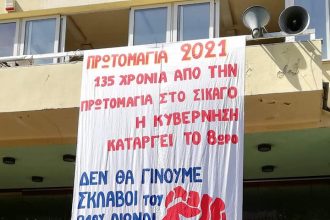 ΠΡΩΤΟΜΑΓΙΑ 2021
135 ΧΡΟΝΙΑ ΑΠΟ ΤΗΝ
ΠΡΩΤΟΜΑΓΙΑ ΣΤΟ ΣΙΚΑΓΟ
Η ΚΥΒΕΡΝΗΣΗ
ΚΑΤΑΡΓΕΙ ΤΟ 8ωρο
ΔΕΝ ΘΑ ΓΙΝΟΥΜΕ
ΣΚΛΑΒΟΙ του